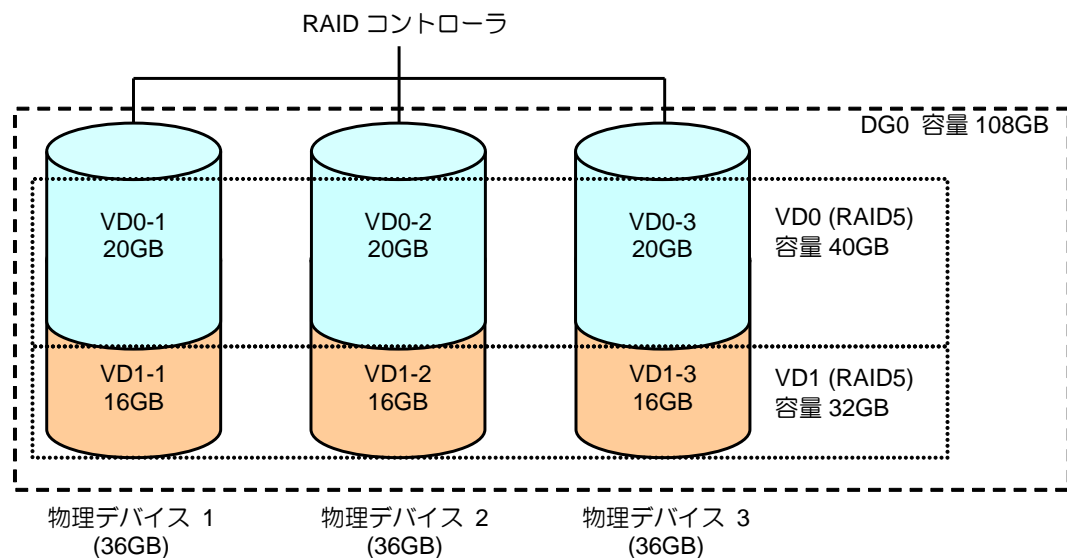 RAID コントローラ
DG0 容量 108GB
VD0-1
20GB
VD0-2
20GB
VD0-3
20GB
VD0 (RAID5)
容量 40GB
VD1-1
16GB
VD1-2
16GB
VD1-3
16GB
VD1 (RAID5)
容量 32GB
物理デバイス 1
(36GB)
物理デバイス 2
(36GB)
物理デバイス 3
(36GB)